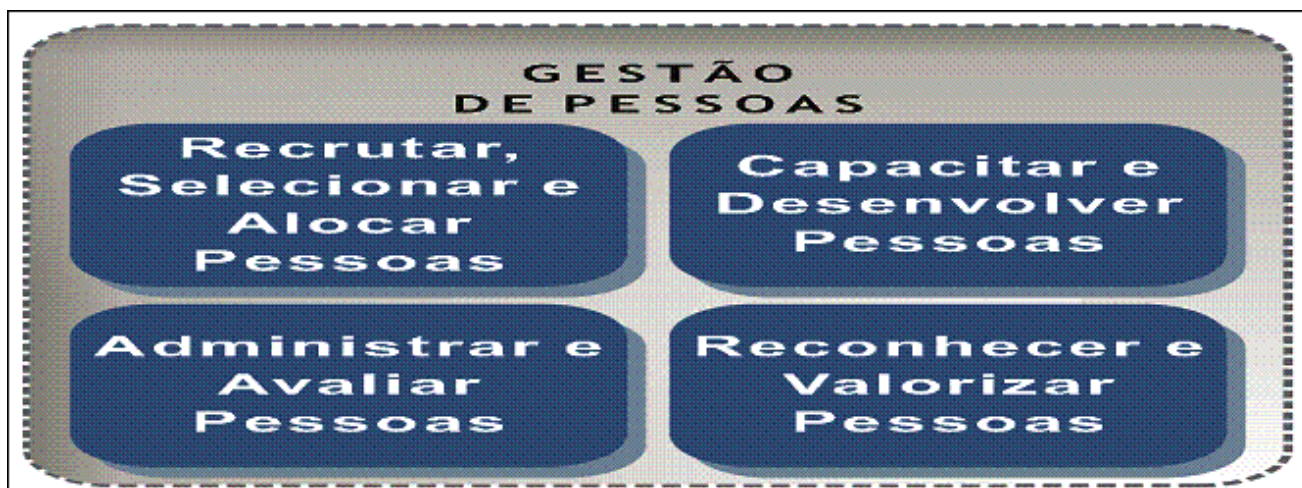 GESTÃO
DE PESSOAS
Recrutar,
Selecionar e
Alocar
Pessoas
Capacitar e
Desenvolver
Pessoas
Administrar e
Avaliar
Pessoas
Reconhecer e
Valorizar
Pessoas